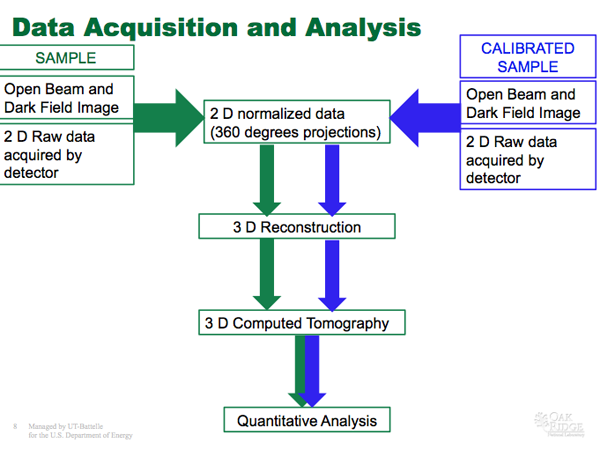 Data Acquisition and Analysis
SAMPLE
Open Beam and
Dark Field Image
2 D Raw data
acquired by
detector
2 D normalized data
(360 degrees projections)
CALIBRATED
SAMPLE
Open Beam and
Dark Field Image
2 D Raw data
acquired by
detector
3 D Reconstruction
3 D Computed Tomography
Quantitative Analysis
8 Managed by UT-Battelle
for the U.S. Department of Energy
OAK
RIDGE
National Laboratory